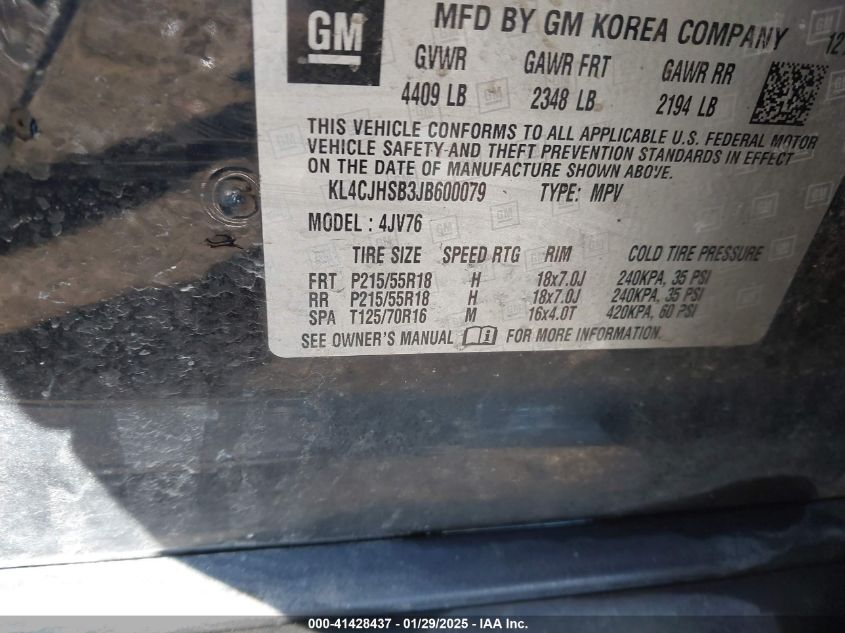 GM
MFD BY GM KOREA COMPANY
GVWR GAWR FRT GAWR RR
4409 LB 2348 LB 2194 LB
THIS VEHICLE CONFORMS TO ALL APPLICABLE U.S. FEDERAL MOTOR
VEHICLE SAFETY AND THEFT PREVENTION STANDARDS IN EFFECT
ON THE DATE OF MANUFACTURE SHOWN ABOVE.
KL4CJHSB3JB600079 TYPE: MPV
MODEL : 4JV76
TIRE SIZE SPEED RTG RIM COLD TIRE PRESSURE
FRT P215/55R18 H 18x7.0J 240KPA, 35 PSI
RR P215/55R18 H 18x7.0J 240KPA, 35 PSI
SPA T125/70R16 M 16x4.0T 420KPA, 60 PSI
SEE OWNER'S MANUAL FOR MORE INFORMATION.
000-41428437 - 01/29/2025 - IAA Inc.